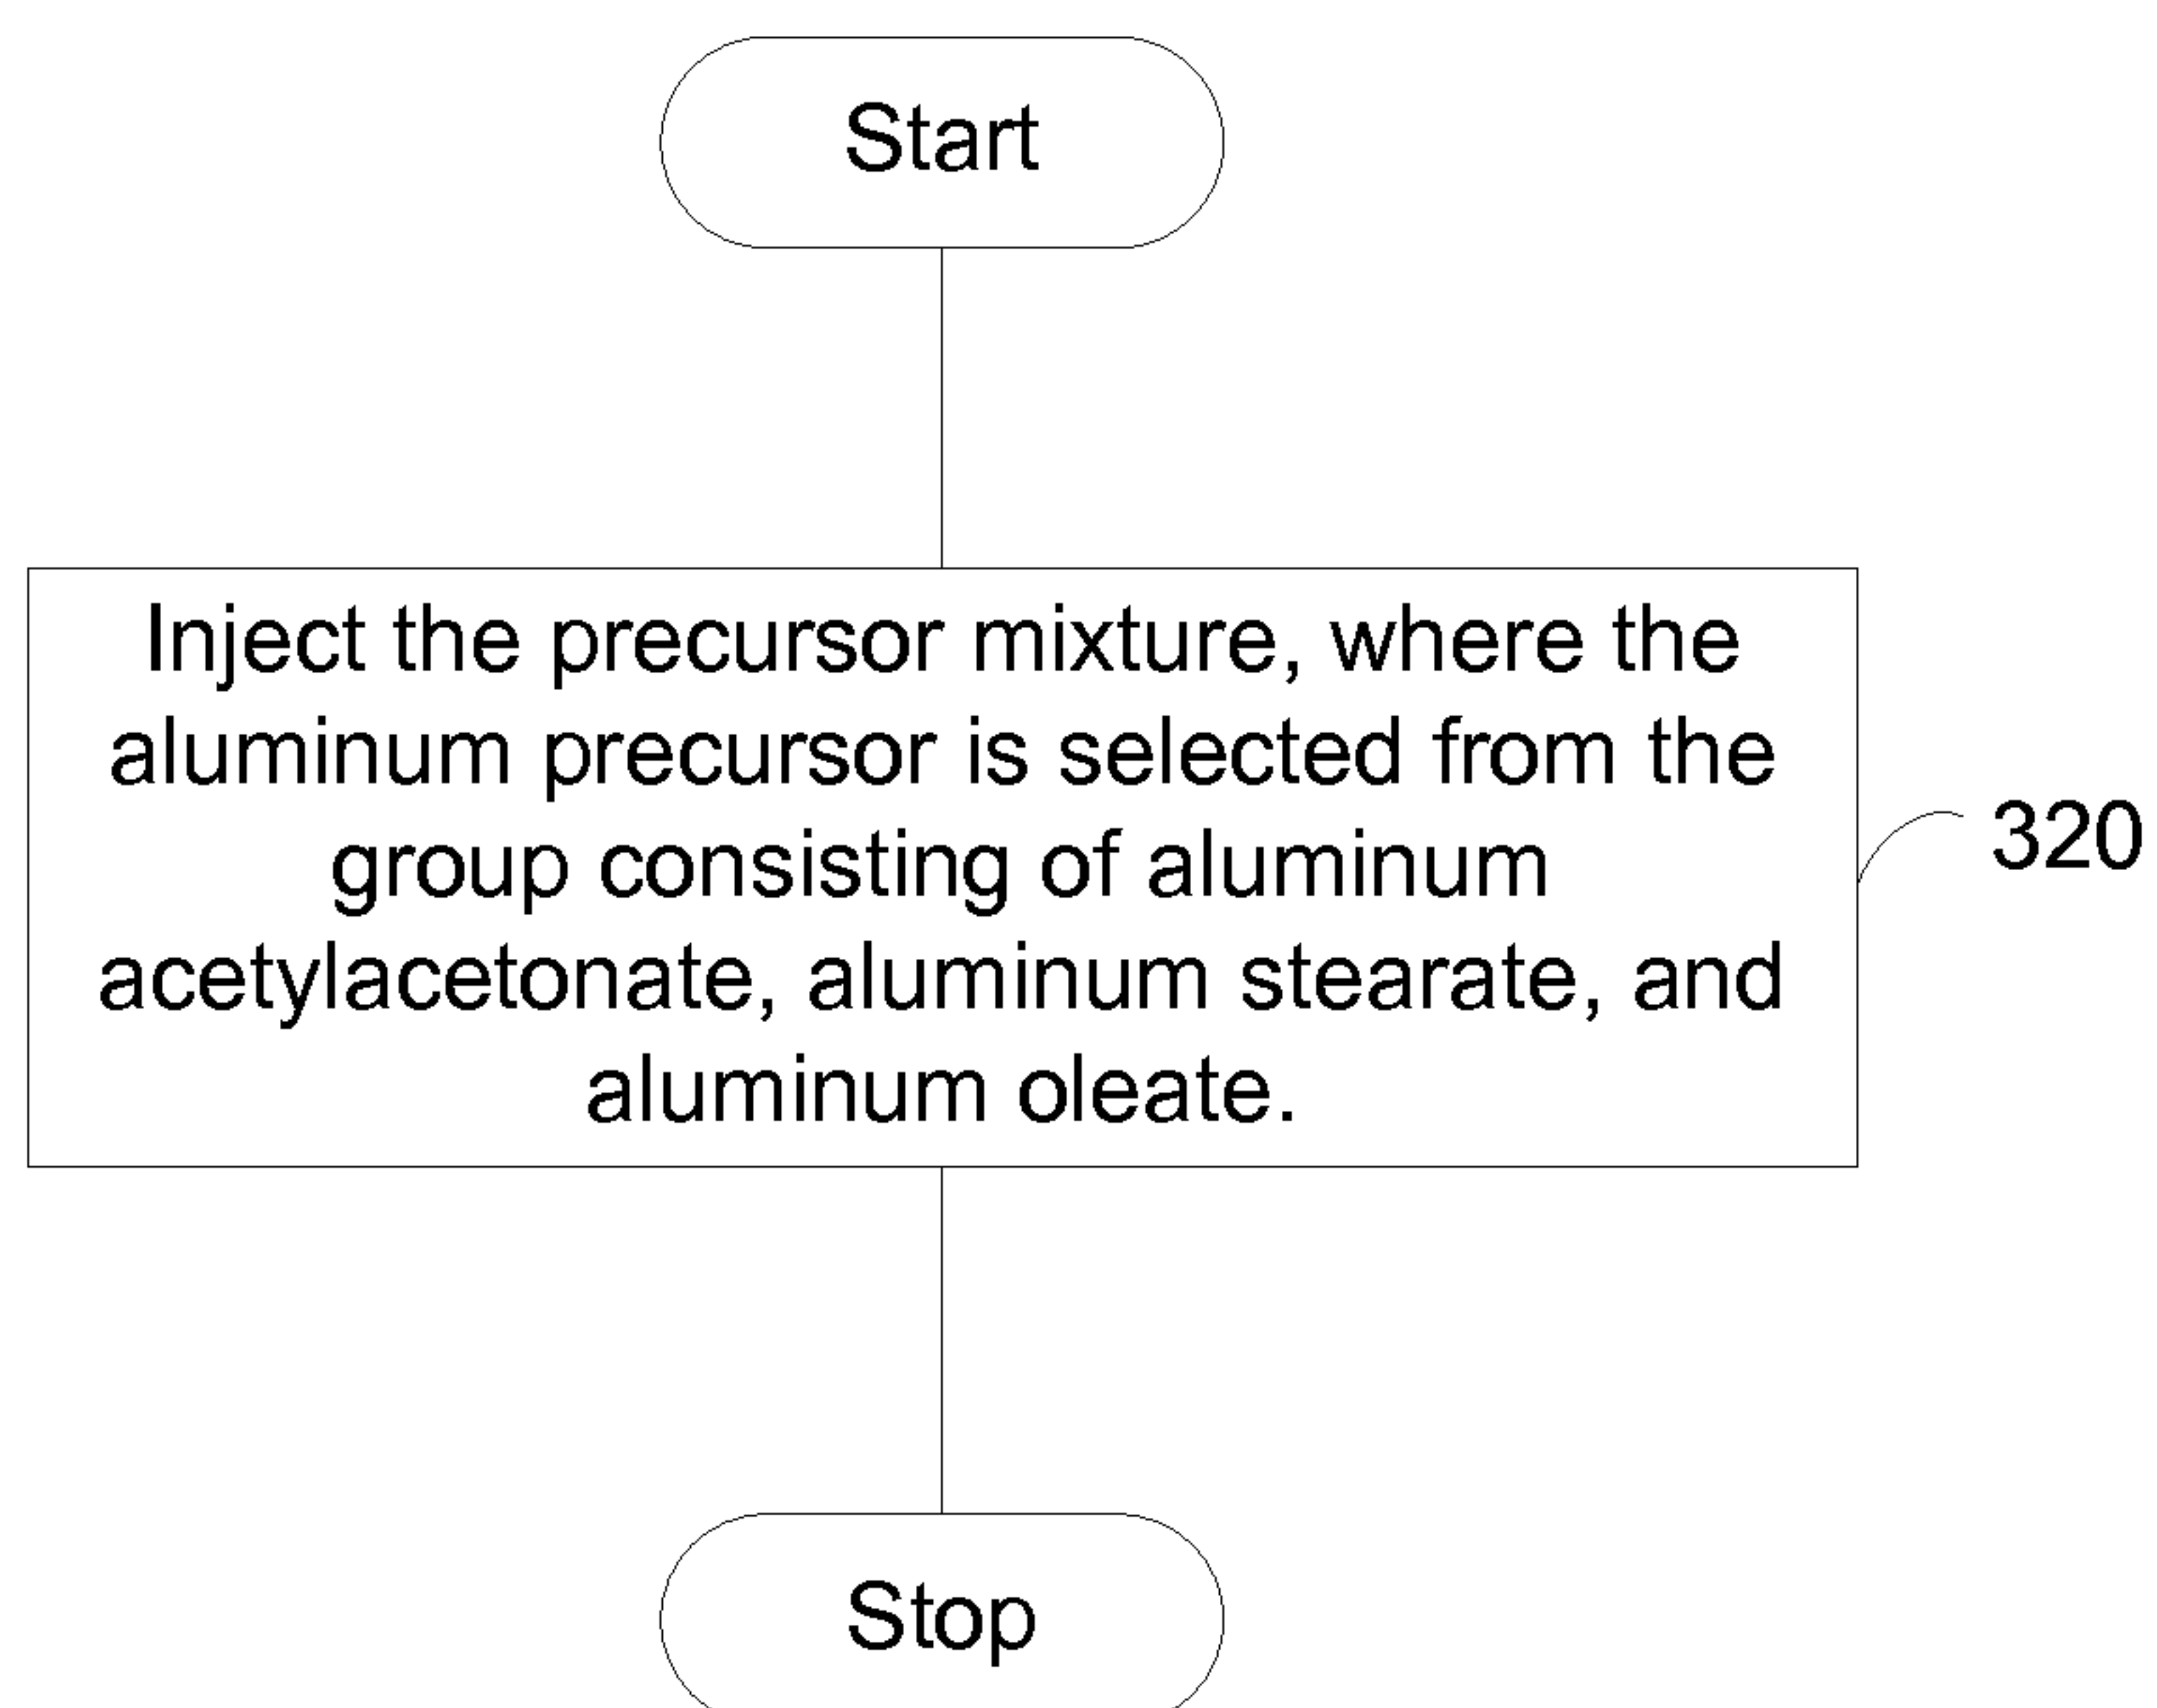 Start
Inject the precursor mixture, where the
aluminum precursor is selected from the
group consisting of aluminum
acetylacetonate, aluminum stearate, and
aluminum oleate.
320
Stop